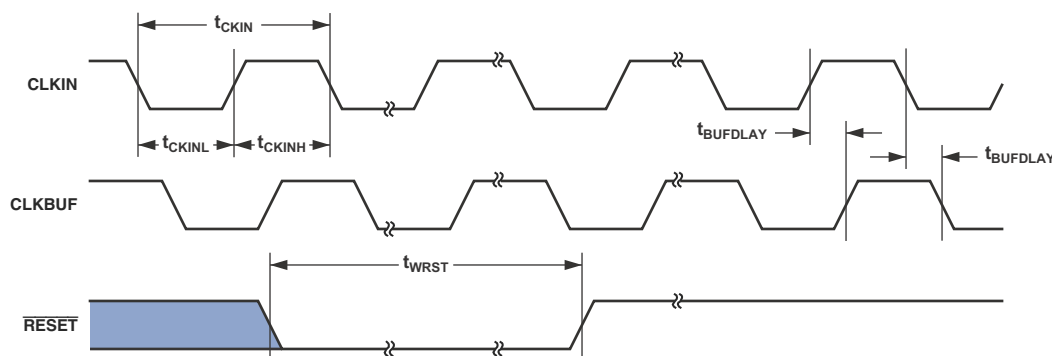 tCKIN
CLKIN
tCKINL
tCKINH
tBUFDLAY
tBUFDLAY
CLKBUF
tWRST
RESET